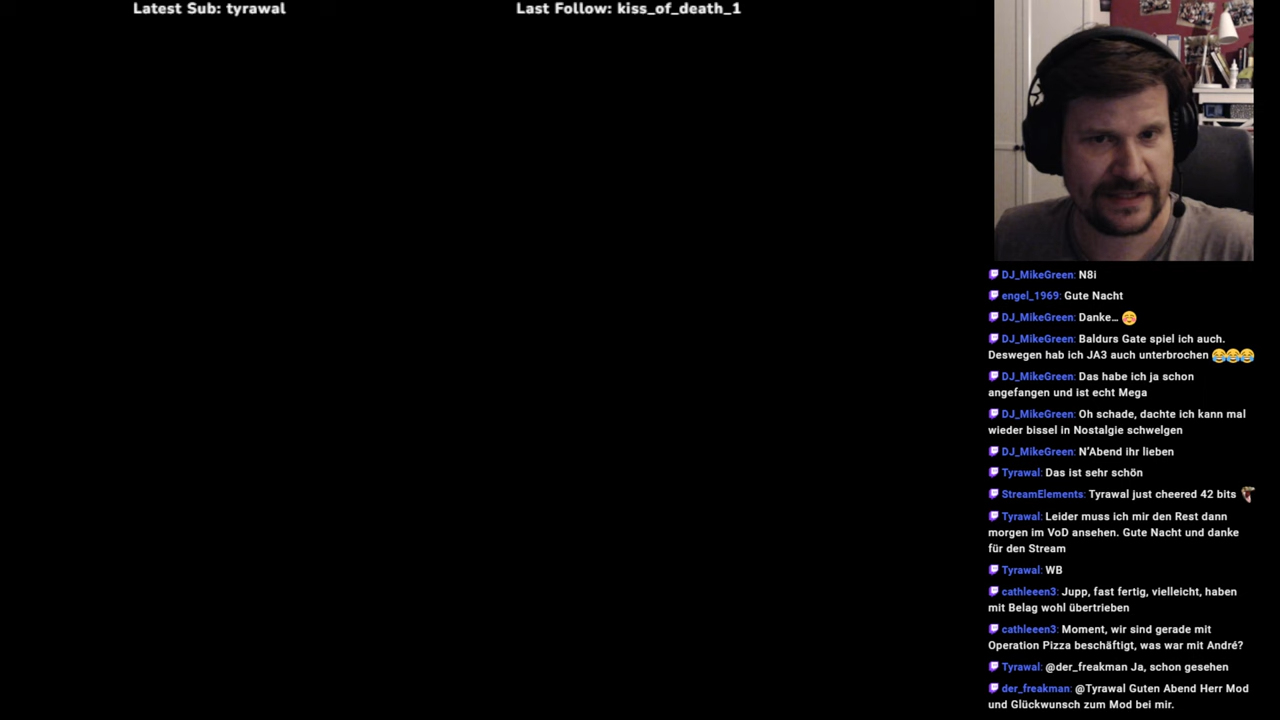 Latest Sub: tyrawal
Last Follow: kiss_of_death_1
DJ_MikeGreen: N8i
engel_1969: Gute Nacht
DJ_MikeGreen: Danke… 
DJ_MikeGreen: Baldurs Gate spiel ich auch.
Deswegen hab ich JA3 auch unterbrochen 😂😂😂
DJ_MikeGreen: Das habe ich ja schon
angefangen und ist echt Mega
DJ_MikeGreen: Oh schade, dachte ich kann mal
wieder bissel in Nostalgie schwelgen
DJ_MikeGreen: N'Abend ihr lieben
Tyrawal: Das ist sehr schön
StreamElements: Tyrawal just cheered 42 bits
Tyrawal: Leider muss ich mir den Rest dann
morgen im VoD ansehen. Gute Nacht und danke
für den Stream
Tyrawal: WB
cathleeen3: Jupp, fast fertig, vielleicht, haben
mit Belag wohl übertrieben
cathleeen3: Moment, wir sind gerade mit
Operation Pizza beschäftigt, was war mit André?
Tyrawal: @der_freakman Ja, schon gesehen
der_freakman: @Tyrawal Guten Abend Herr Mod
und Glückwunsch zum Mod bei mir.